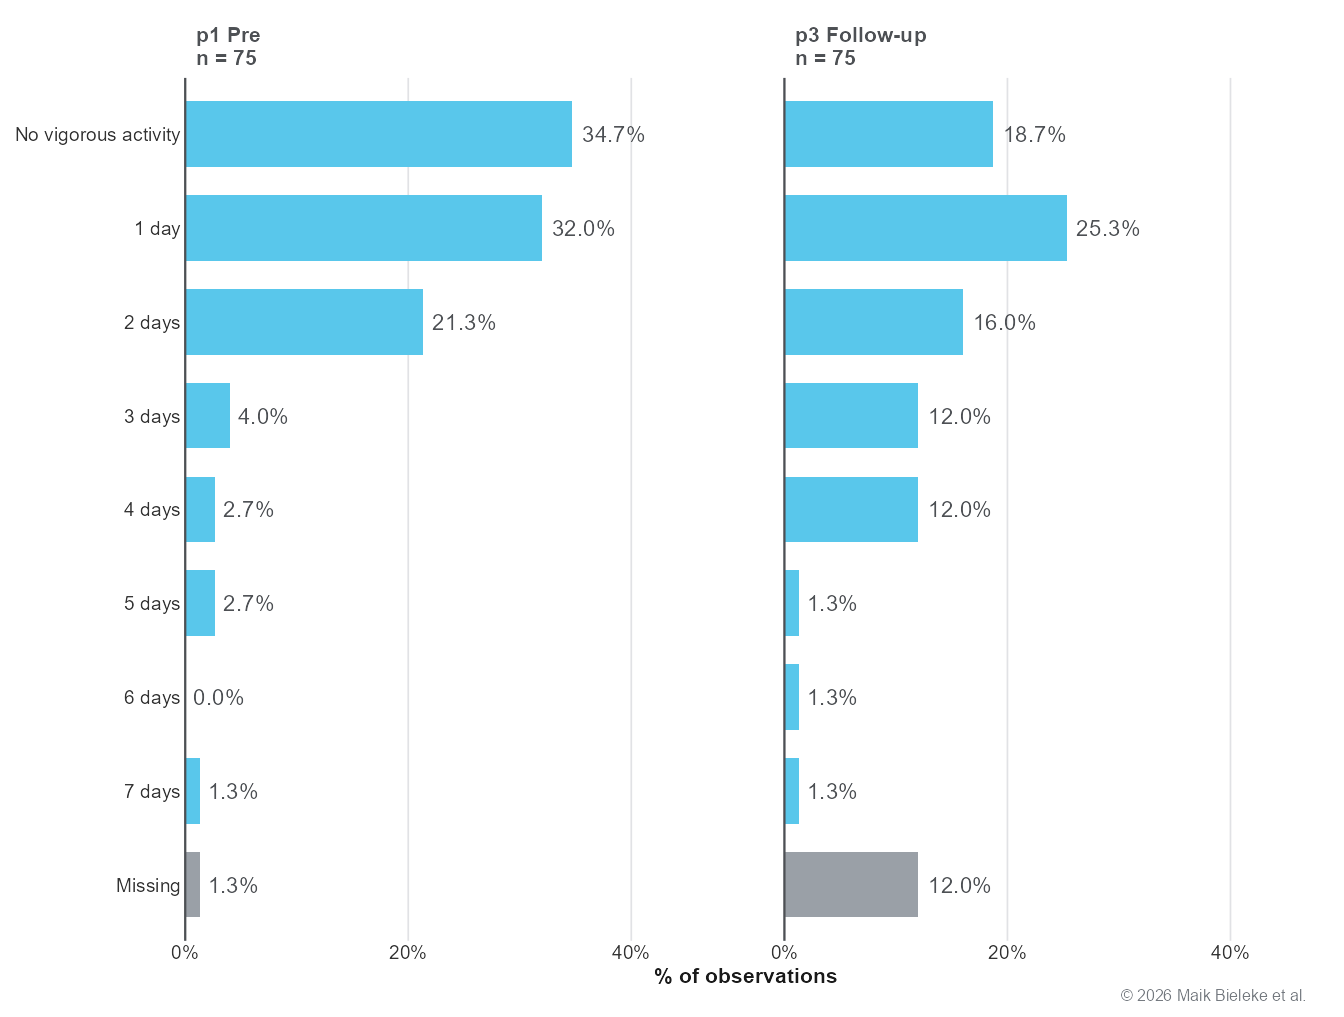 p1 Pre
n = 75
p3 Follow-up
n = 75
No vigorous activity 34.7% 18.7%
1 day 32.0% 25.3%
2 days 21.3% 16.0%
3 days 4.0% 12.0%
4 days 2.7% 12.0%
5 days 2.7% 1.3%
6 days 0.0% 1.3%
7 days 1.3% 1.3%
Missing 1.3% 12.0%
0% 20% 40% 0% 20% 40%
% of observations
© 2026 Maik Bieleke et al.